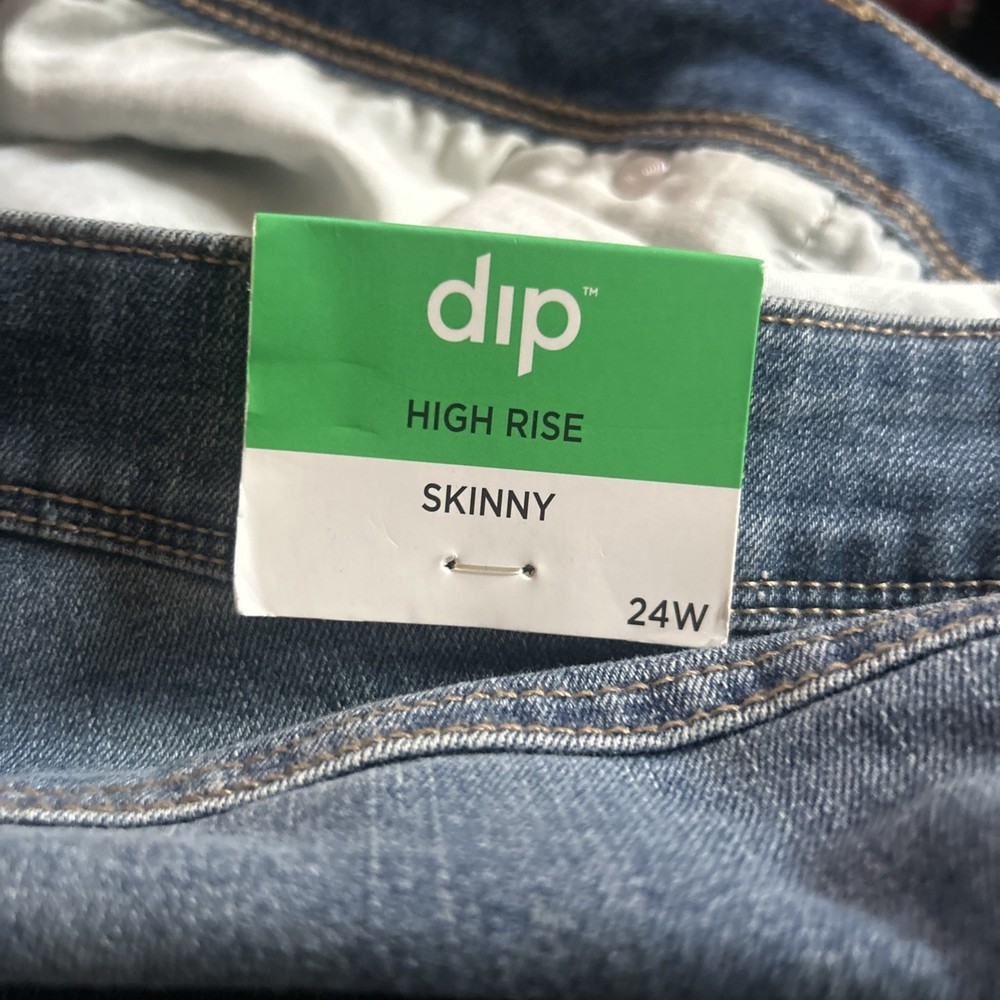 dip™
HIGH RISE
SKINNY
24W